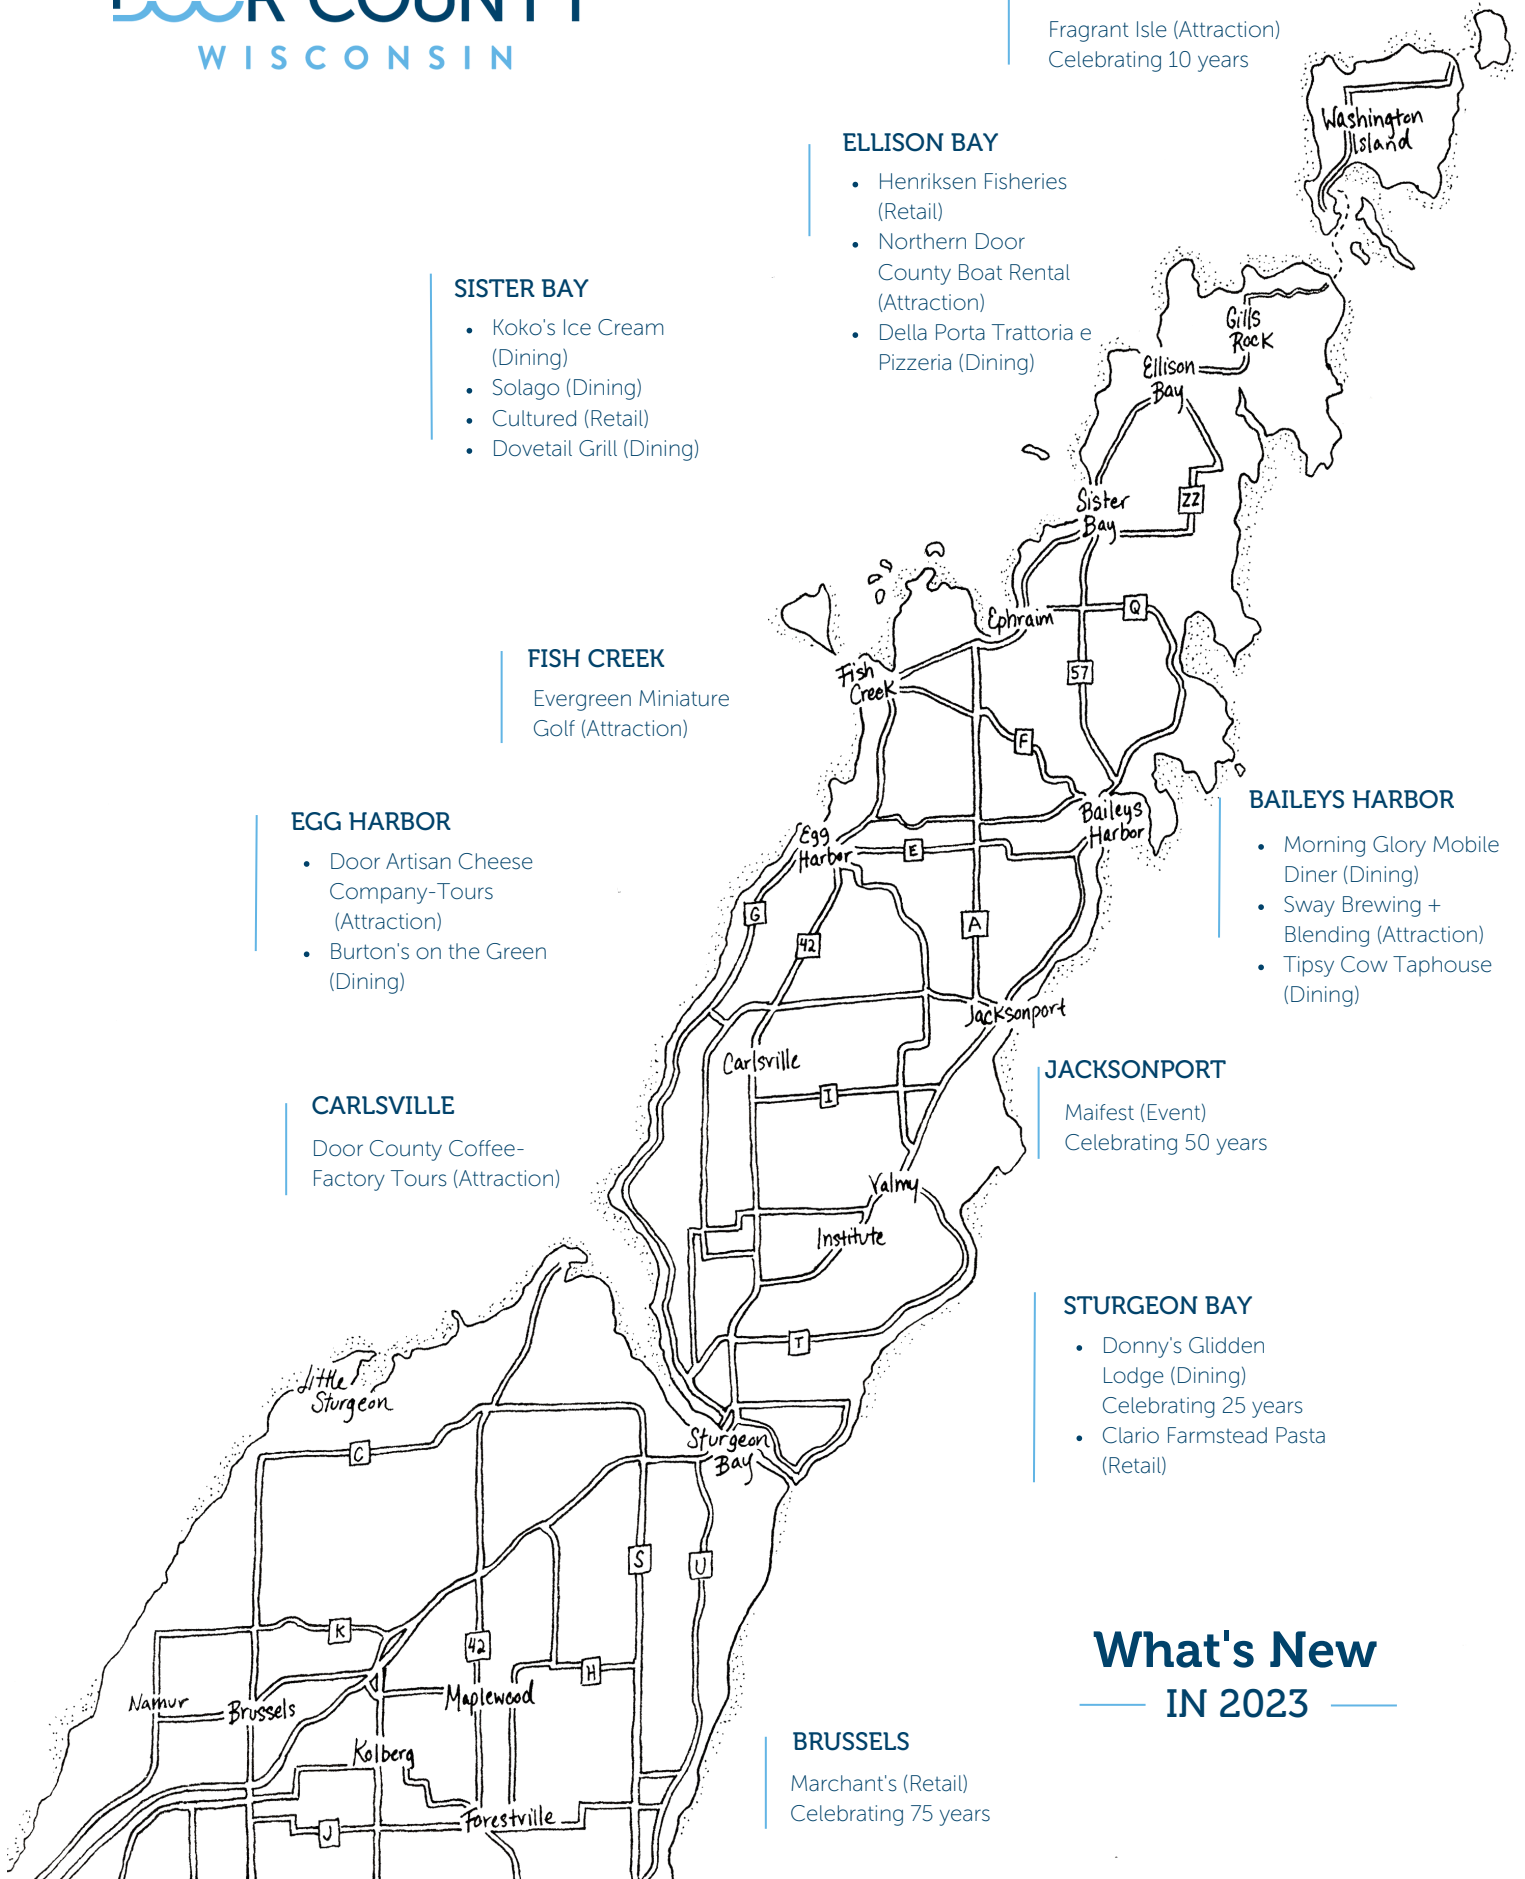 DOOR COUNTY
WISCONSIN
Fragrant Isle (Attraction)
Celebrating 10 years
Washington
Island
ELLISON BAY
• Henriksen Fisheries
(Retail)
• Northern Door
County Boat Rental
(Attraction)
• Della Porta Trattoria e
Pizzeria (Dining)
SISTER BAY
• Koko's Ice Cream
(Dining)
• Solago (Dining)
• Cultured (Retail)
• Dovetail Grill (Dining)
Gills
Rock
Ellison
Bay
Sister
Bay
ZZ
Ephraim
Q
57
Fish
Creek
F
FISH CREEK
Evergreen Miniature
Golf (Attraction)
EGG HARBOR
• Door Artisan Cheese
Company-Tours
(Attraction)
• Burton's on the Green
(Dining)
Egg
Harbor
E
Baileys
Harbor
G
42
A
BAILEYS HARBOR
• Morning Glory Mobile
Diner (Dining)
• Sway Brewing +
Blending (Attraction)
• Tipsy Cow Taphouse
(Dining)
Jacksonport
Carlsville
I
JACKSONPORT
Maifest (Event)
Celebrating 50 years
CARLSVILLE
Door County Coffee-
Factory Tours (Attraction)
Valmy
Institute
T
STURGEON BAY
• Donny's Glidden
Lodge (Dining)
Celebrating 25 years
• Clario Farmstead Pasta
(Retail)
Little
Sturgeon
C
Sturgeon
Bay
S
U
K
42
H
Namur
Brussels
Maplewood
Kolberg
Forestville
J
What's New
IN 2023
BRUSSELS
Marchant's (Retail)
Celebrating 75 years